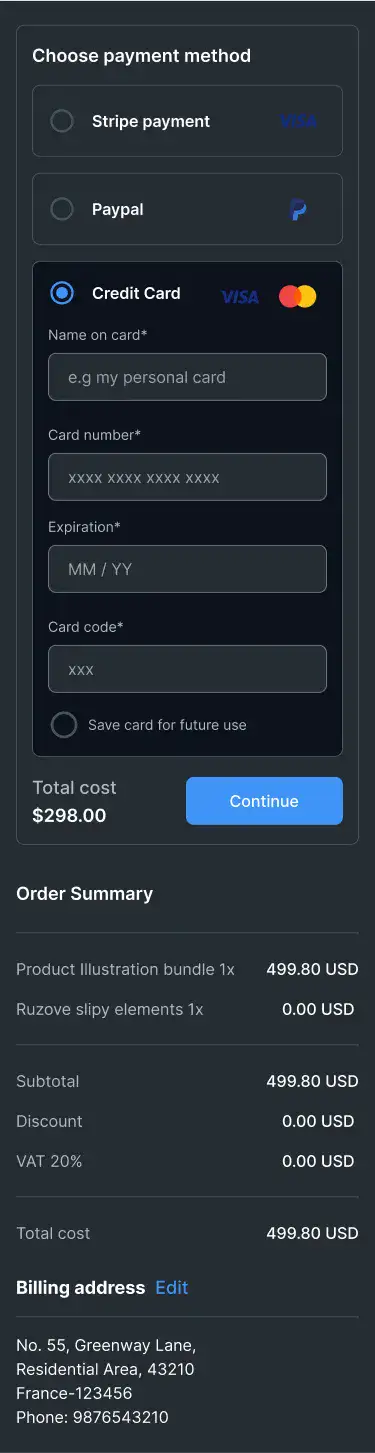 Choose payment method
Stripe payment VISA
Paypal
Credit Card VISA
Name on card*
e.g my personal card
Card number*
xxxx xxxx xxxx xxxx
Expiration*
MM / YY
Card code*
xxx
Save card for future use
Total cost
$298.00
Continue
Order Summary
Product Illustration bundle 1x 499.80 USD
Ruzove slipy elements 1x 0.00 USD
Subtotal 499.80 USD
Discount 0.00 USD
VAT 20% 0.00 USD
Total cost 499.80 USD
Billing address Edit
No. 55, Greenway Lane,
Residential Area, 43210
France-123456
Phone: 9876543210